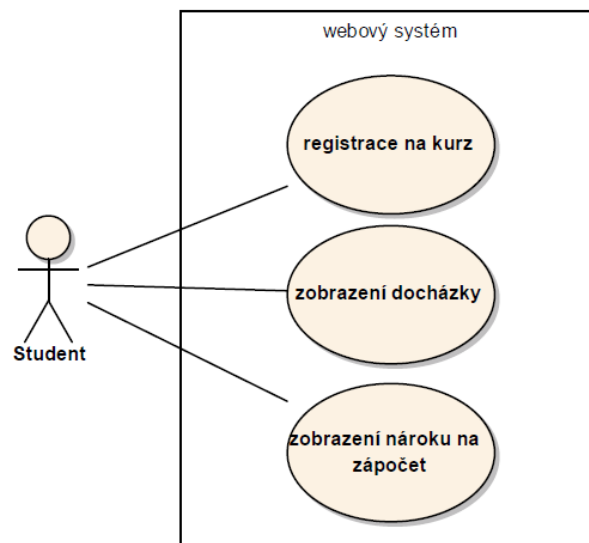 webový systém
registrace na kurz
zobrazení docházky
Student
zobrazení nároku na
zápočet